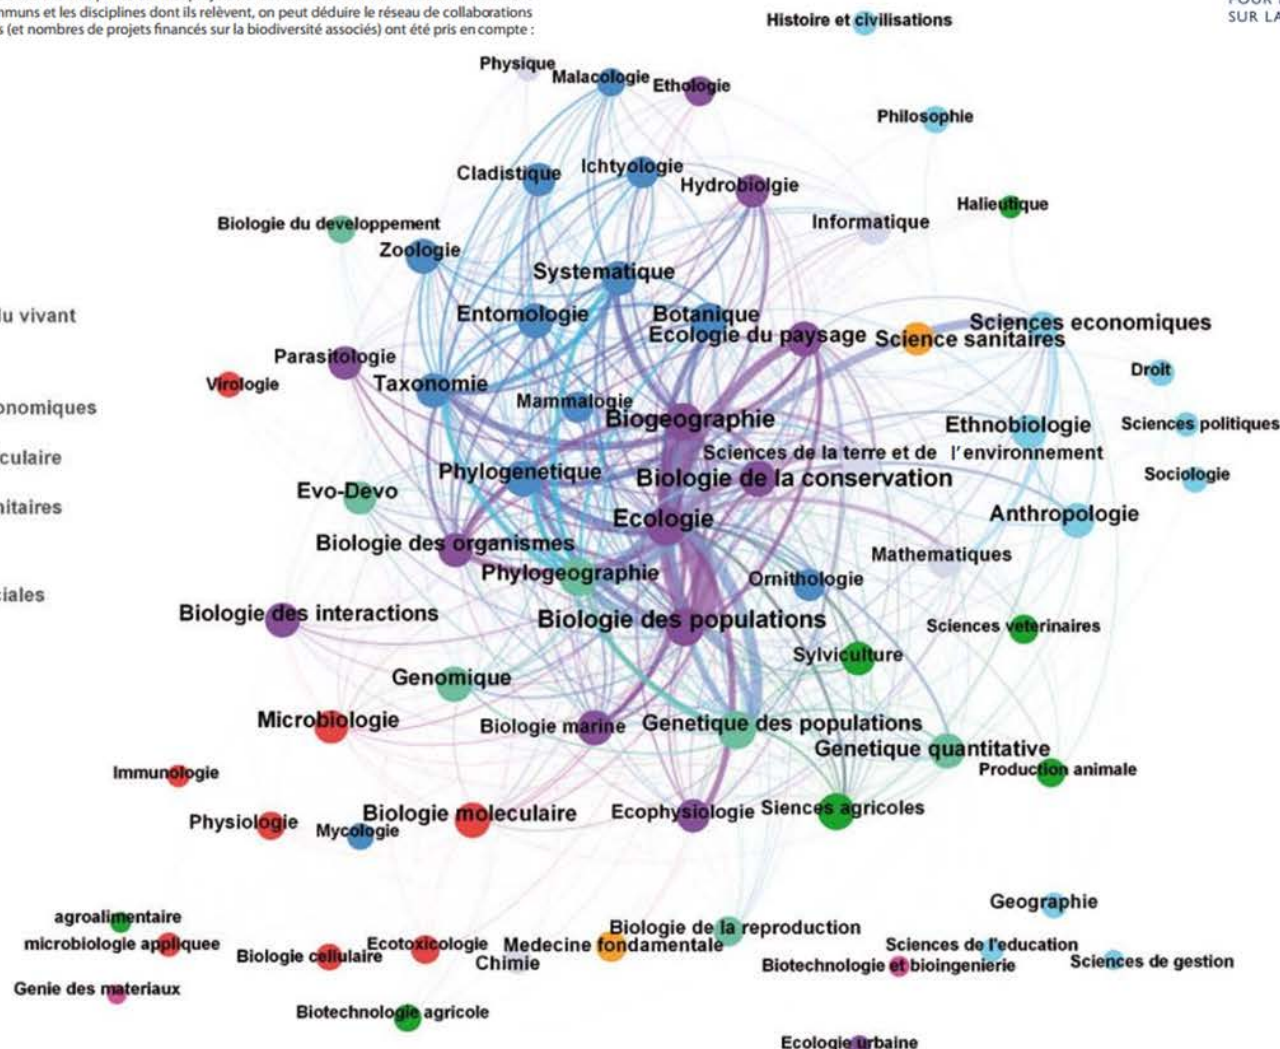 mmuns et les disciplines dont ils relèvent, on peut déduire le réseau de collaborations
s (et nombres de projets financés sur la biodiversité associés) ont été pris en compte :
SUR LA
Histoire et civilisations
Physique
Malacologie
Ethologie
Philosophie
Cladistique
Ichtyologie
Hydrobiolgie
Halieutique
Biologie du developpement
Informatique
Zoologie
Systematique
u vivant
Entomologie
Botanique
Sciences economiques
Ecologie du paysage
Science sanitaires
Parasitologie
Droit
Virologie
Taxonomie
Mammalogie
onomiques
Biogeographie
Ethnobiologie
Sciences politiques
Sciences de la terre et de l'environnement
culaire
Phylogenetique
Biologie de la conservation
Sociologie
Evo-Devo
nitaires
Ecologie
Anthropologie
Biologie des organismes
Mathematiques
Phylogeographie
Ornithologie
ciales
Biologie des interactions
Biologie des populations
Sciences veterinaires
Sylviculture
Genomique
Microbiologie
Biologie marine
Genetique des populations
Genetique quantitative
Immunologie
Production animale
Physiologie
Mycologie
Biologie moleculaire
Ecophysiologie
Siences agricoles
Geographie
agroalimentaire
Biologie de la reproduction
microbiologie appliquee
Biologie cellulaire
Ecotoxicologie
Medecine fondamentale
Sciences de l'education
Chimie
Biotechnologie et bioingenierie
Sciences de gestion
Genie des materiaux
Biotechnologie agricole
Ecologie urbaine